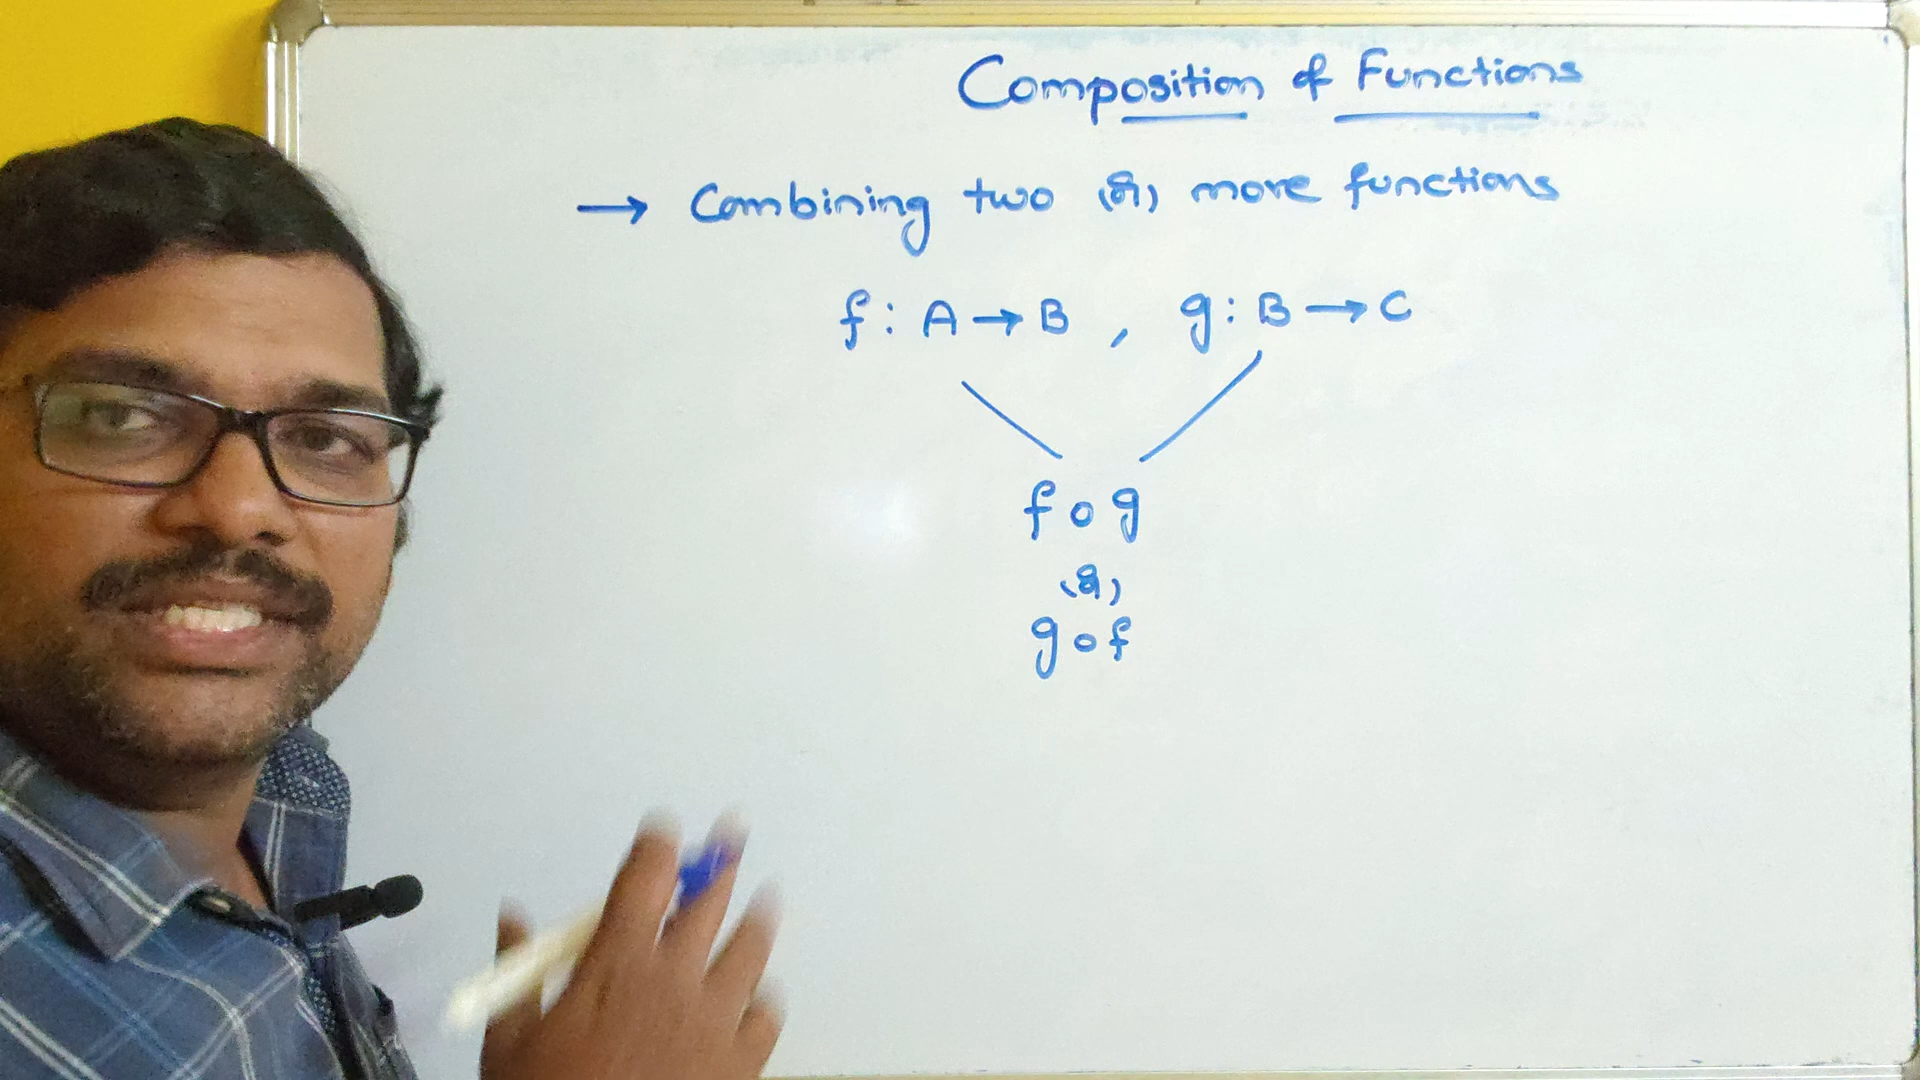 Composition of Functions
→ Combining two (or) more functions
f : A → B , g : B → C
f o g
(or)
g o f